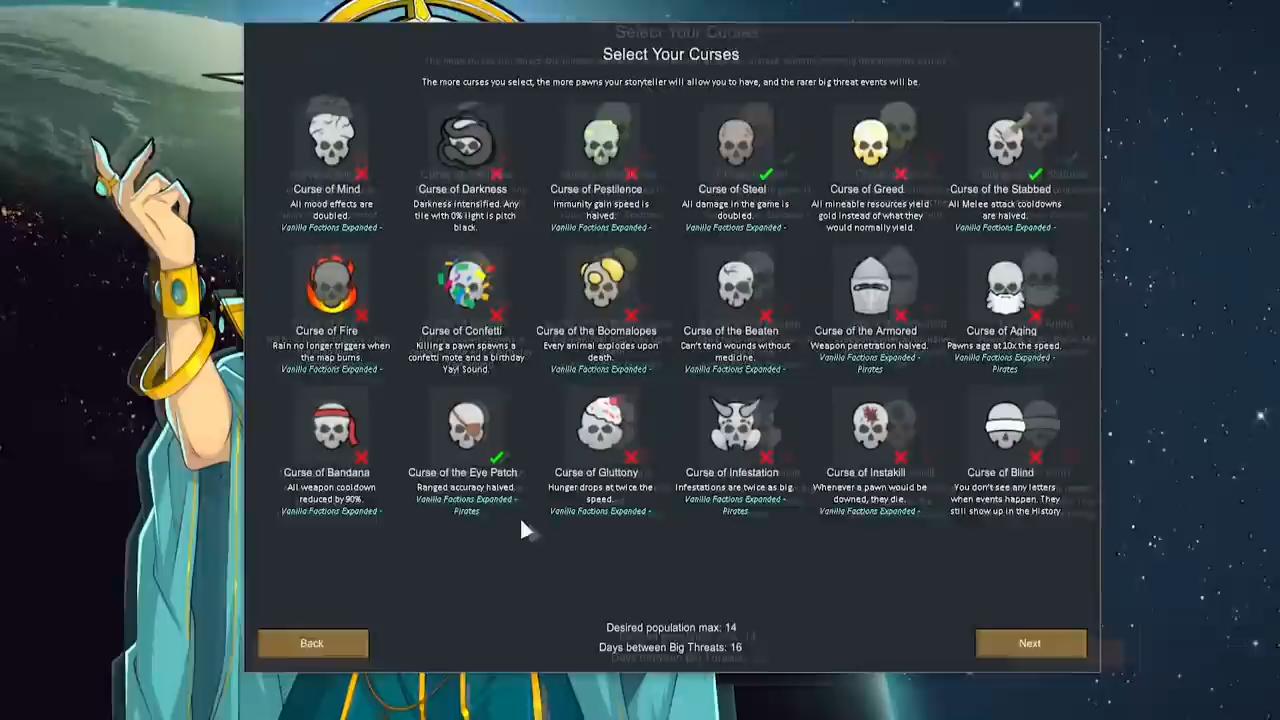 Select Your Curses
The more curses you select, the more pawns your storyteller will allow you to have, and the rarer big threat events will be.
Curse of Mind
All mood effects are
doubled.
Vanilla Factions Expanded -
Curse of Darkness
Darkness intensified. Any
tile with 0% light is pitch
black.
Curse of Pestilence
Immunity gain speed is
halved.
Vanilla Factions Expanded -
Curse of Steel
All damage in the game is
doubled.
Vanilla Factions Expanded -
Curse of Greed
All mineable resources yield
gold instead of what they
would normally yield.
Curse of the Stabbed
All Melee attack cooldowns
are halved.
Vanilla Factions Expanded -
Curse of Fire
Rain no longer triggers when
the map burns.
Vanilla Factions Expanded -
Curse of Confetti
Killing a pawn spawns a
confetti mote and a birthday
Yay! Sound.
Curse of the Boomalopes
Every animal explodes upon
death.
Vanilla Factions Expanded -
Curse of the Beaten
Can't tend wounds without
medicine.
Vanilla Factions Expanded -
Curse of the Armored
Weapon penetration halved.
Vanilla Factions Expanded -
Pirates
Curse of Aging
Pawns age at 10x the speed.
Vanilla Factions Expanded -
Pirates
Curse of Bandana
All weapon cooldown
reduced by 90%.
Vanilla Factions Expanded -
Curse of the Eye Patch
Ranged accuracy halved.
Vanilla Factions Expanded -
Pirates
Curse of Gluttony
Hunger drops at twice the
speed.
Vanilla Factions Expanded -
Curse of Infestation
Infestations are twice as big.
Vanilla Factions Expanded -
Pirates
Curse of Instakill
Whenever a pawn would be
downed, they die.
Vanilla Factions Expanded -
Curse of Blind
You don't see any letters
when events happen. They
still show up in the History
Desired population max: 14
Days between Big Threats: 16
Back
Next